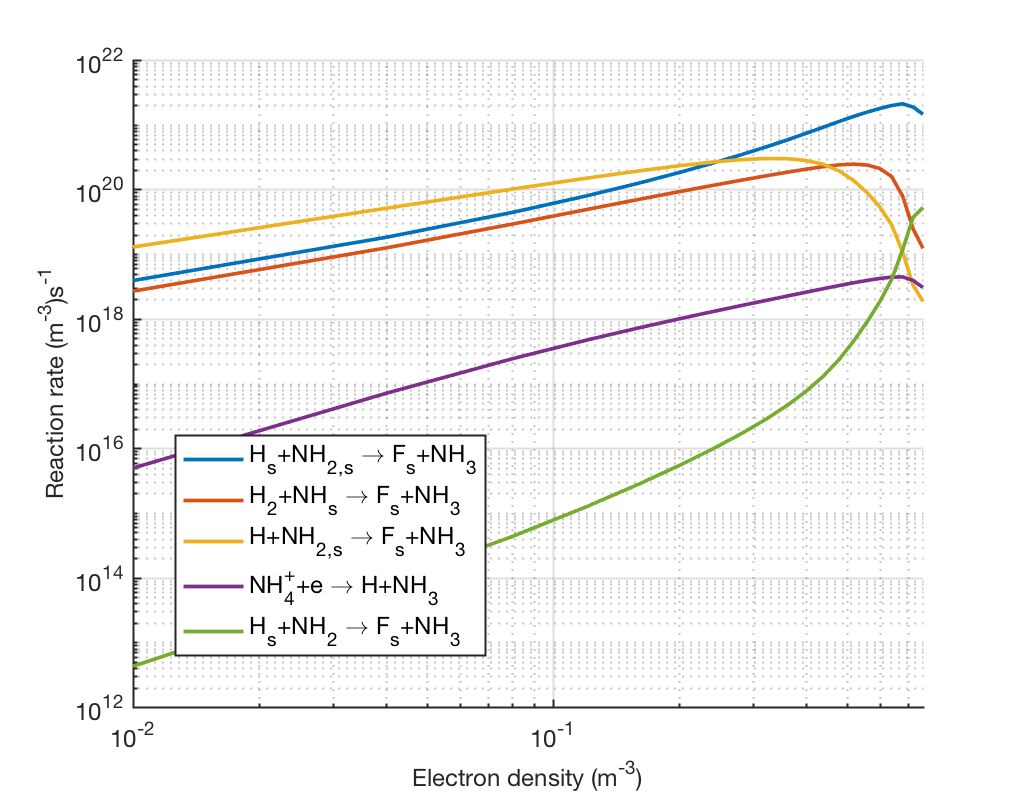 10^22
10^20
10^18
10^16
10^14
10^12
Reaction rate (m^-3)s^-1
H_s+NH_2,s → F_s+NH_3
H_2+NH_s → F_s+NH_3
H+NH_2,s → F_s+NH_3
NH_4^++e → H+NH_3
H_s+NH_2 → F_s+NH_3
10^-2
10^-1
Electron density (m^-3)